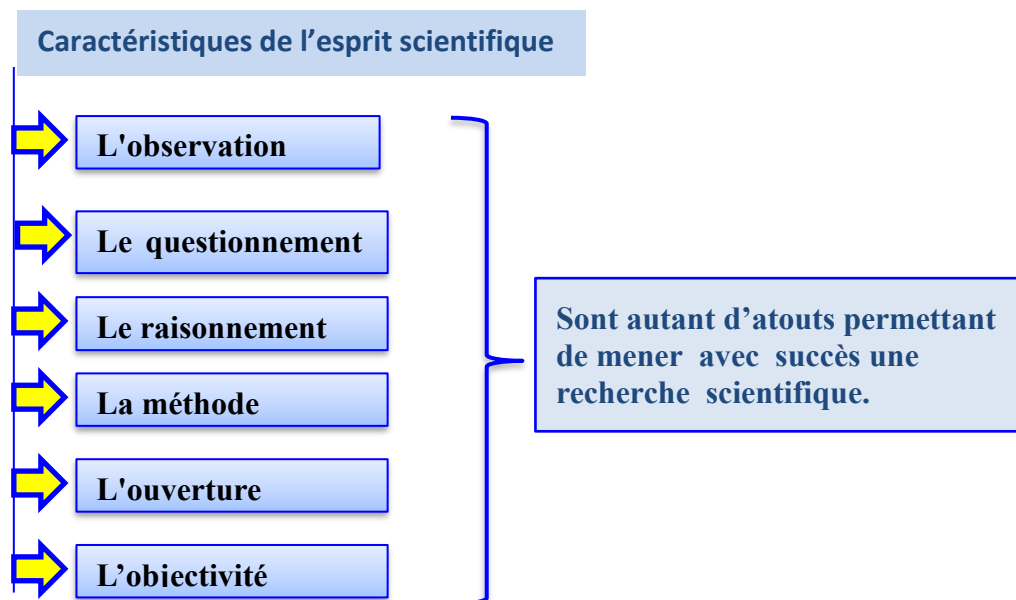 Caractéristiques de l’esprit scientifique
L'observation
Le questionnement
Le raisonnement
La méthode
L'ouverture
L’objectivité
Sont autant d’atouts permettant
de mener avec succès une
recherche scientifique.